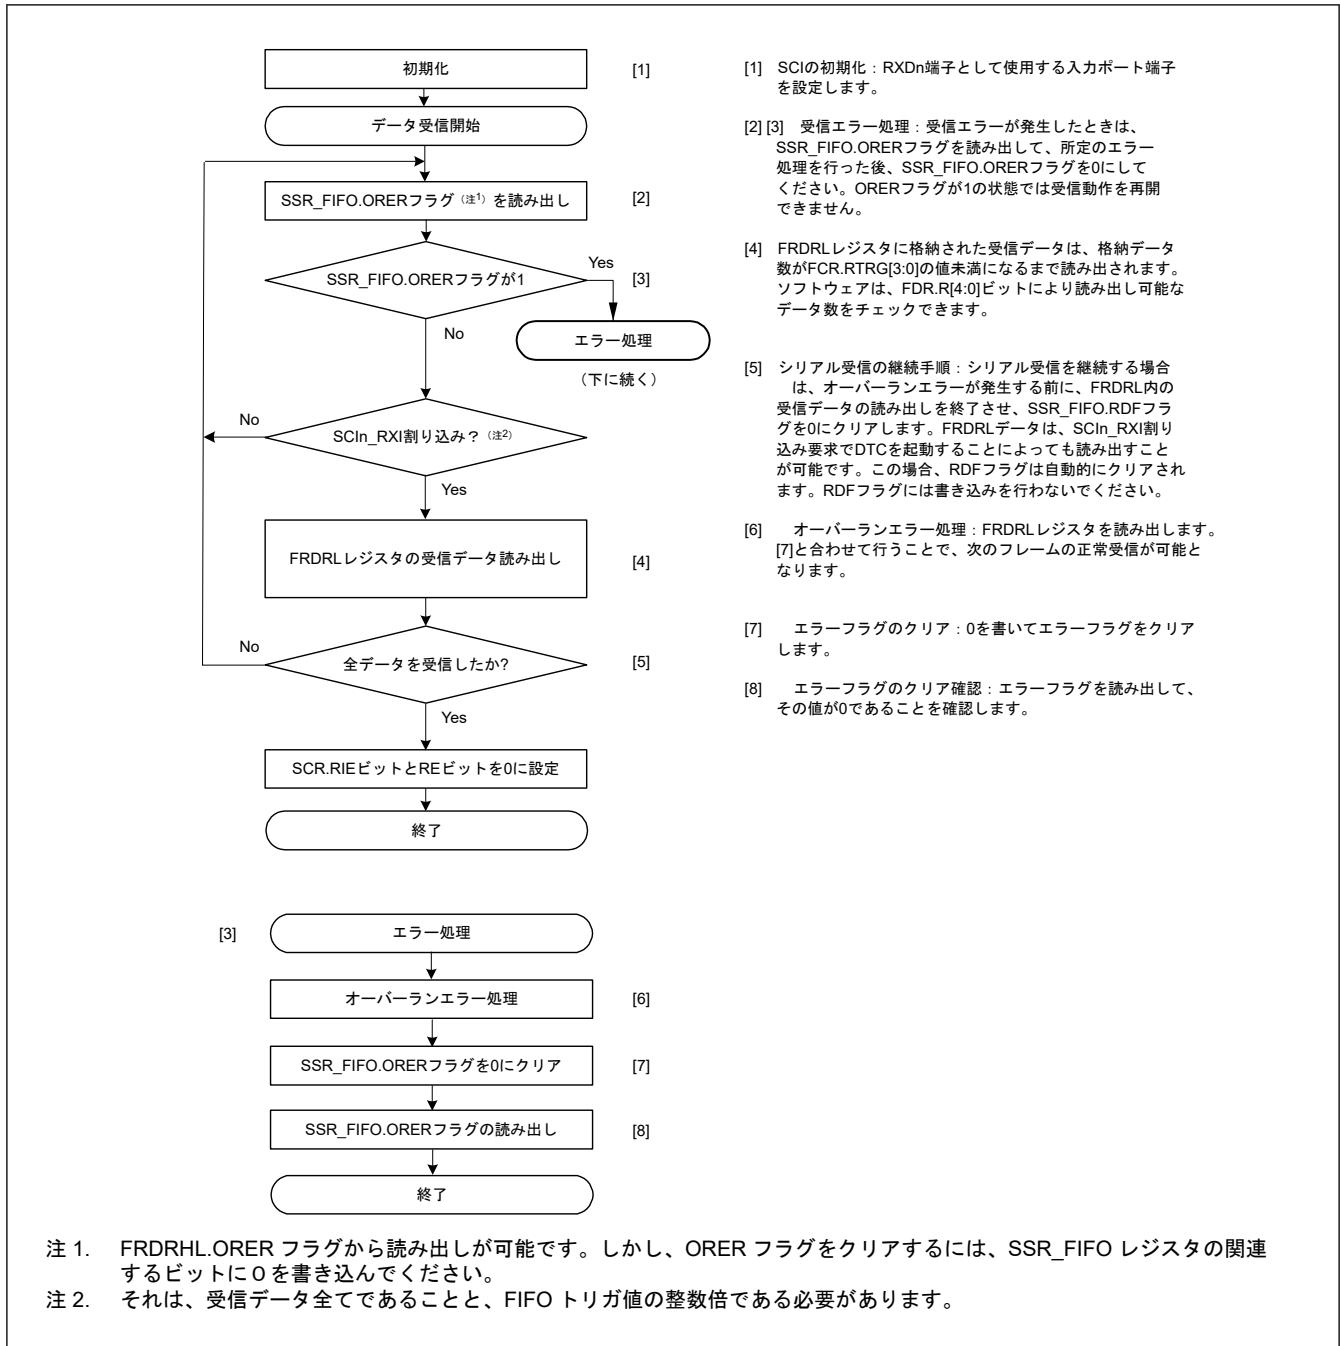 初期化
[1]
データ受信開始
SSR_FIFO.ORERフラグ（注1）を読み出し
[2]
SSR_FIFO.ORERフラグが1
Yes
[3]
No
エラー処理
（下に続く）
SCIn_RXI割り込み？（注2）
No
Yes
FRDRLレジスタの受信データ読み出し
[4]
全データを受信したか?
No
[5]
Yes
SCR.RIEビットとREビットを0に設定
終了
[1] SCIの初期化：RXDn端子として使用する入力ポート端子
を設定します。
[2] [3] 受信エラー処理：受信エラーが発生したときは、
SSR_FIFO.ORERフラグを読み出して、所定のエラー
処理を行った後、SSR_FIFO.ORERフラグを0にして
ください。ORERフラグが1の状態では受信動作を再開
できません。
[4] FRDRLレジスタに格納された受信データは、格納データ
数がFCR.RTRG[3:0]の値未満になるまで読み出されます。
ソフトウェアは、FDR.R[4:0]ビットにより読み出し可能な
データ数をチェックできます。
[5] シリアル受信の継続手順：シリアル受信を継続する場合
は、オーバーランエラーが発生する前に、FRDRL内の
受信データの読み出しを終了させ、SSR_FIFO.RDFフラ
グを0にクリアします。FRDRLデータは、SCIn_RXI割り
込み要求でDTCを起動することによっても読み出すこと
が可能です。この場合、RDFフラグは自動的にクリアされ
ます。RDFフラグには書き込みを行わないでください。
[6] オーバーランエラー処理：FRDRLレジスタを読み出します。
[7]と合わせて行うことで、次のフレームの正常受信が可能と
なります。
[7] エラーフラグのクリア：0を書いてエラーフラグをクリア
します。
[8] エラーフラグのクリア確認：エラーフラグを読み出して、
その値が0であることを確認します。
[3]
エラー処理
オーバーランエラー処理
[6]
SSR_FIFO.ORERフラグを0にクリア
[7]
SSR_FIFO.ORERフラグの読み出し
[8]
終了
注 1. FRDRHL.ORER フラグから読み出しが可能です。しかし、ORER フラグをクリアするには、SSR_FIFO レジスタの関連
するビットに 0 を書き込んでください。
注 2. それは、受信データ全てであることと、FIFO トリガ値の整数倍である必要があります。